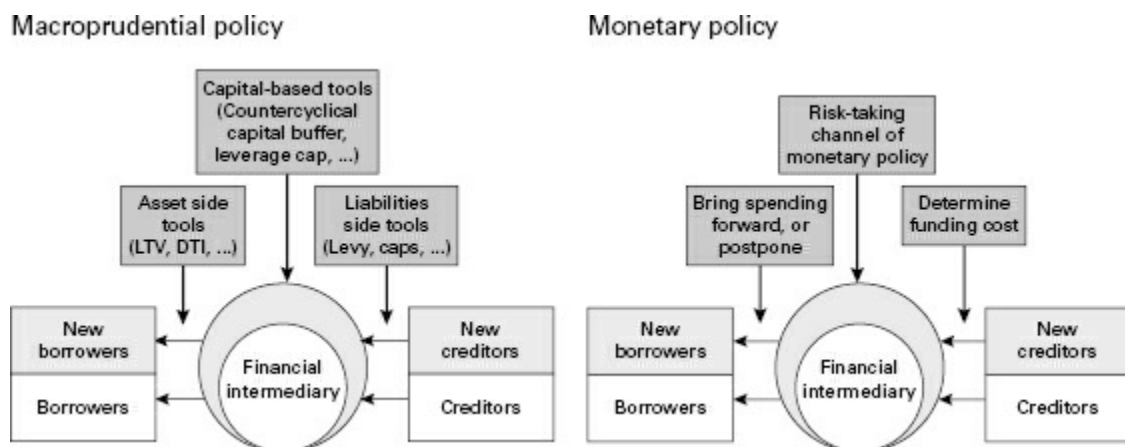 Macroprudential policy
Capital-based tools
(Countercyclical
capital buffer,
leverage cap, ...)
Asset side
tools
(LTV, DTI, ...)
Liabilities
side tools
(Levy, caps, ...)
New
borrowers
Borrowers
Financial
intermediary
New
creditors
Creditors
Monetary policy
Risk-taking
channel of
monetary policy
Bring spending
forward, or
postpone
Determine
funding cost
New
borrowers
Borrowers
Financial
intermediary
New
creditors
Creditors